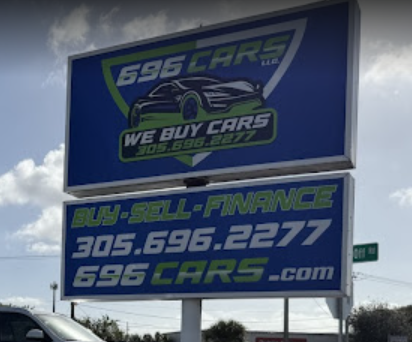 696 CARS
LLC.
WE BUY CARS
305.696.2277
BUY-SELL-FINANCE
305.696.2277
696 CARS.com